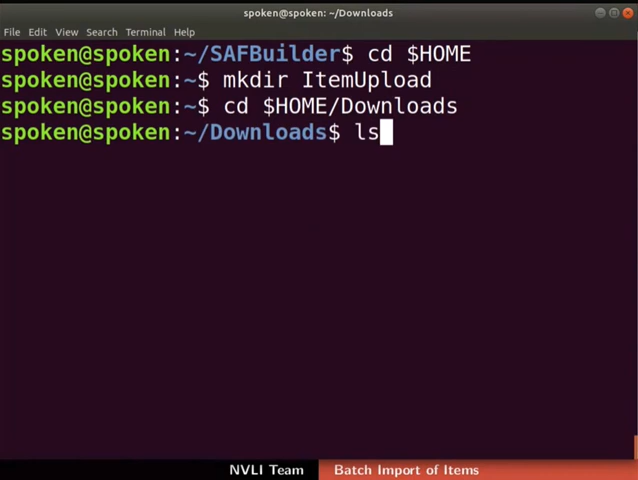 spoken@spoken: ~/Downloads
File Edit View Search Terminal Help
spoken@spoken:~/SAFBuilder$ cd $HOME
spoken@spoken:~$ mkdir ItemUpload
spoken@spoken:~$ cd $HOME/Downloads
spoken@spoken:~/Downloads$ ls
NVLI Team Batch Import of Items